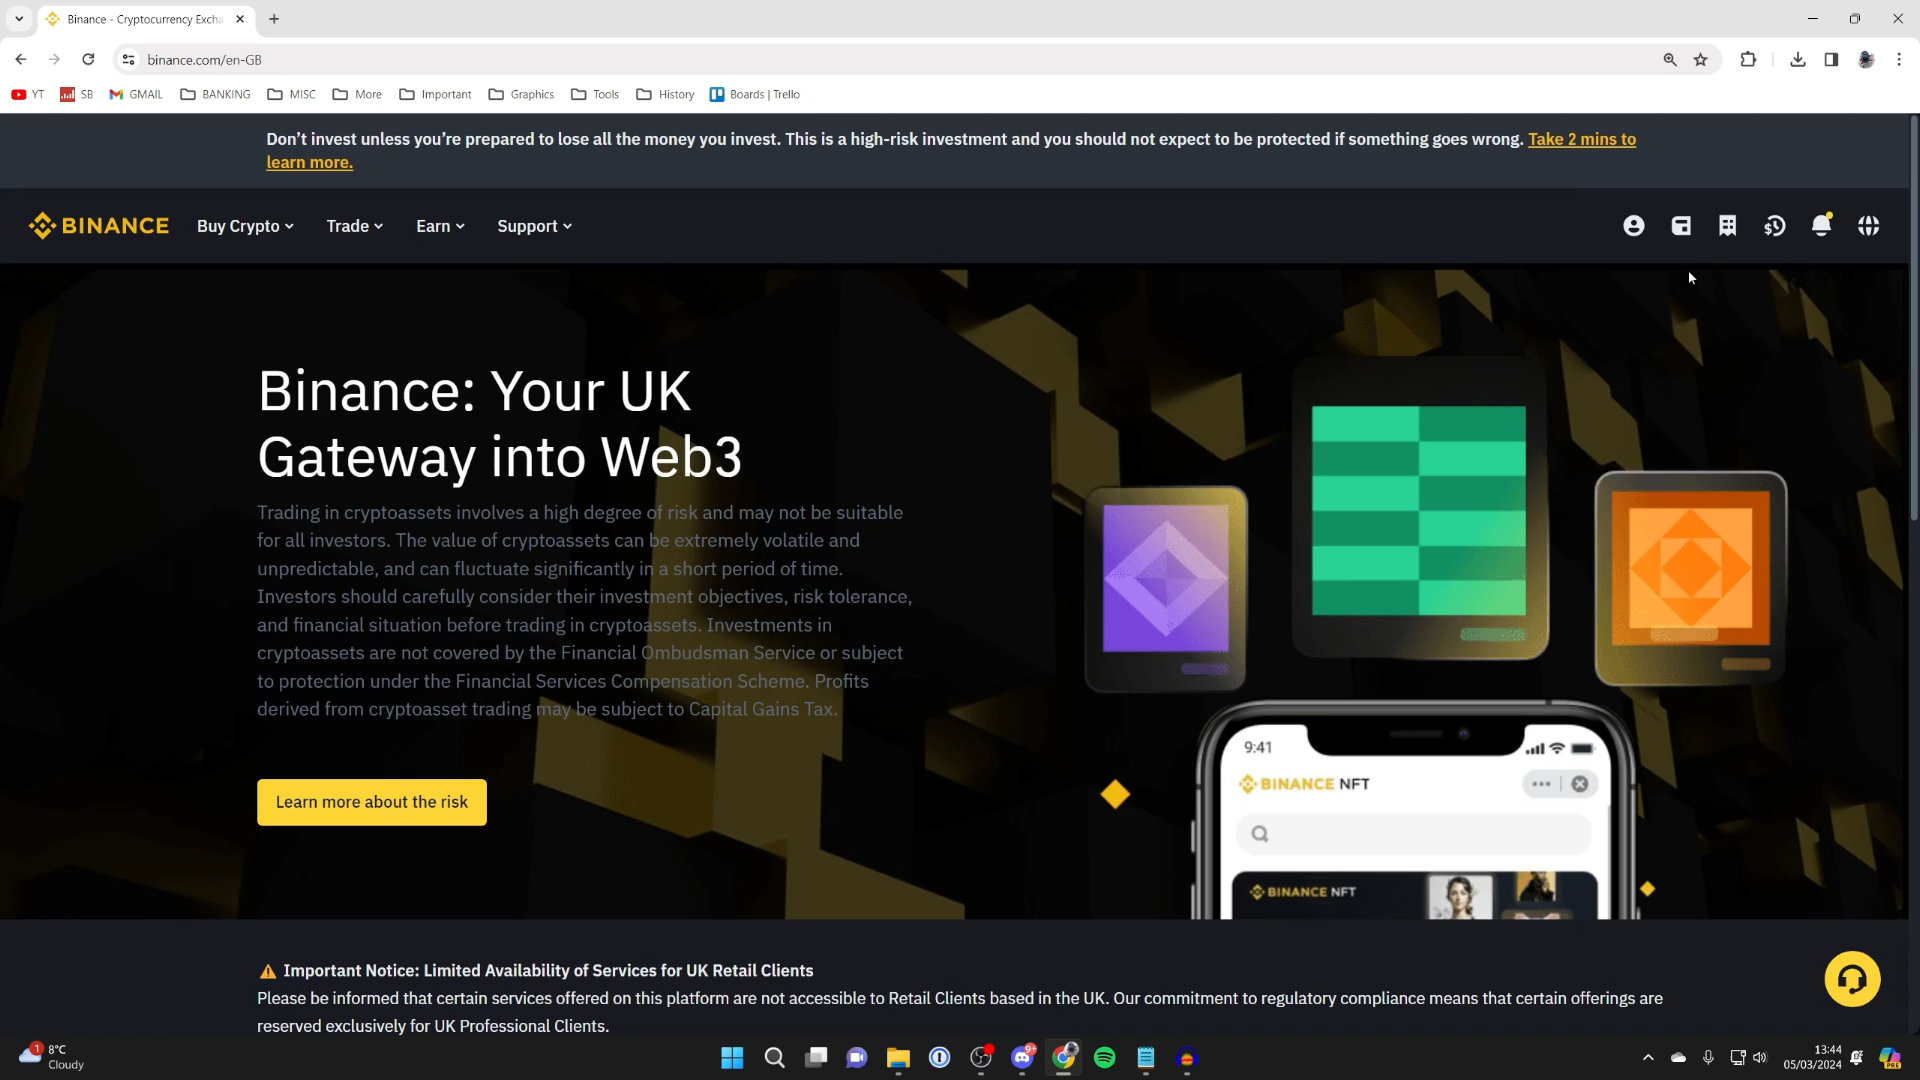 Binance - Cryptocurrency Excha
binance.com/en-GB
YT SB GMAIL BANKING MISC More Important Graphics Tools History Boards | Trello
Don't invest unless you're prepared to lose all the money you invest. This is a high-risk investment and you should not expect to be protected if something goes wrong. Take 2 mins to
learn more.
BINANCE Buy Crypto Trade Earn Support
Binance: Your UK
Gateway into Web3
Trading in cryptoassets involves a high degree of risk and may not be suitable
for all investors. The value of cryptoassets can be extremely volatile and
unpredictable, and can fluctuate significantly in a short period of time.
Investors should carefully consider their investment objectives, risk tolerance,
and financial situation before trading in cryptoassets. Investments in
cryptoassets are not covered by the Financial Ombudsman Service or subject
to protection under the Financial Services Compensation Scheme. Profits
derived from cryptoasset trading may be subject to Capital Gains Tax.
Learn more about the risk
9:41
BINANCE NFT
BINANCE NFT
Important Notice: Limited Availability of Services for UK Retail Clients
Please be informed that certain services offered on this platform are not accessible to Retail Clients based in the UK. Our commitment to regulatory compliance means that certain offerings are
reserved exclusively for UK Professional Clients.
1
8°C
Cloudy
9+
PRE
13:44
05/03/2024